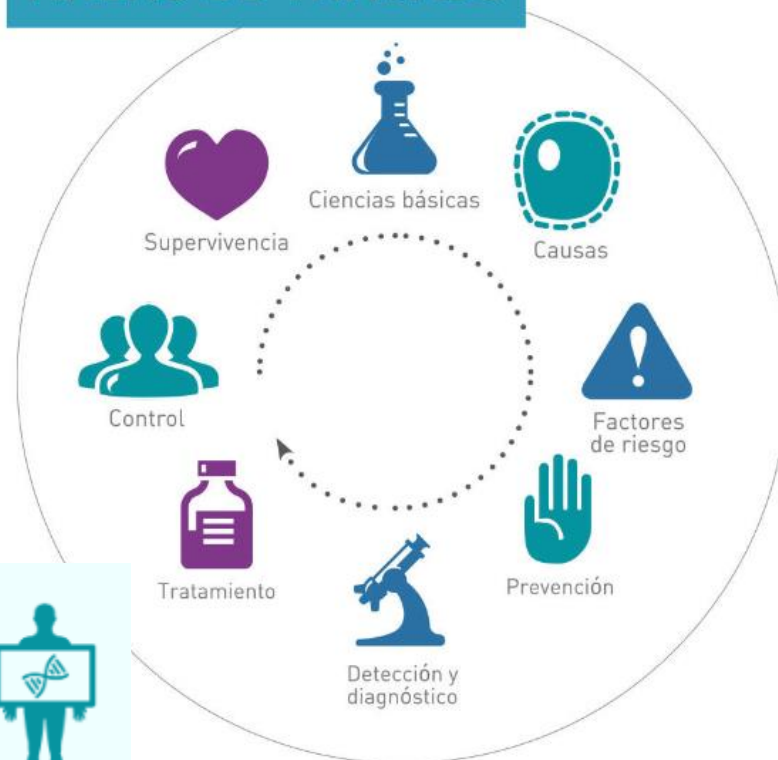 Ciencias básicas
Causas
Factores
de riesgo
Prevención
Detección y
diagnóstico
Tratamiento
Control
Supervivencia